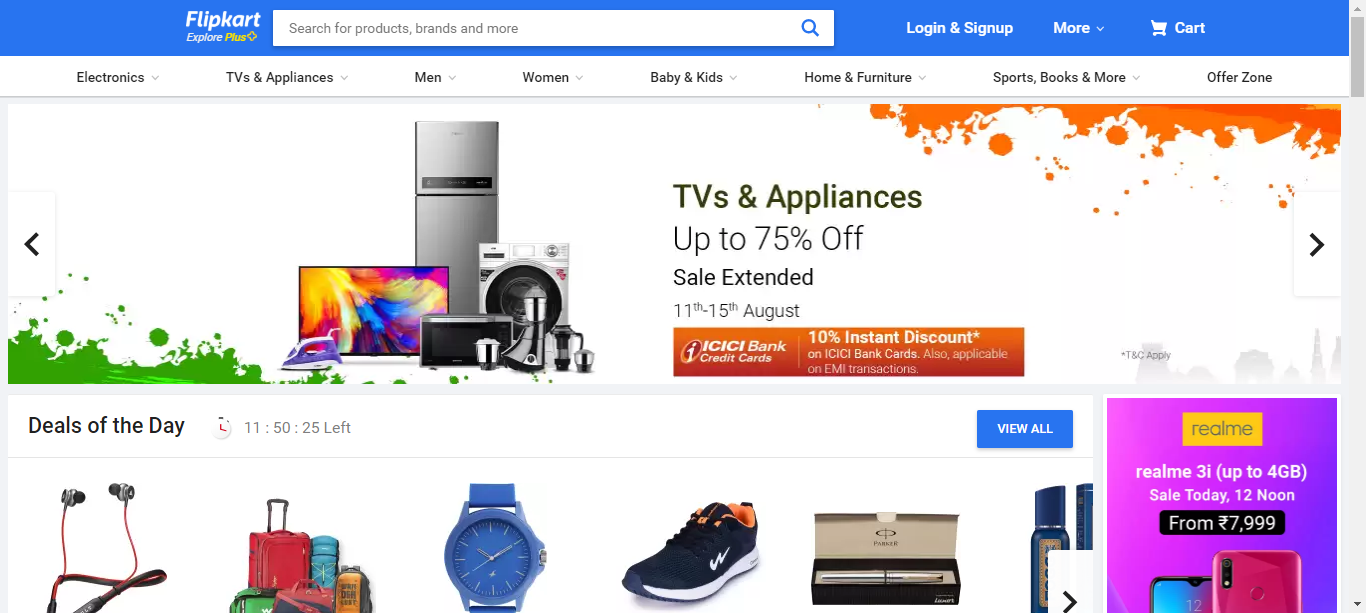 Flipkart
Explore Plus
Search for products, brands and more
Login & Signup
More
Cart
Electronics
TVs & Appliances
Men
Women
Baby & Kids
Home & Furniture
Sports, Books & More
Offer Zone
TVs & Appliances
Up to 75% Off
Sale Extended
11th-15th August
ICICI Bank
Credit Cards
10% Instant Discount*
on ICICI Bank Cards. Also, applicable
on EMI transactions.
*T&C Apply
Deals of the Day
11 : 50 : 25 Left
VIEW ALL
PARKER
realme
realme 3i (up to 4GB)
Sale Today, 12 Noon
From ₹7,999
12